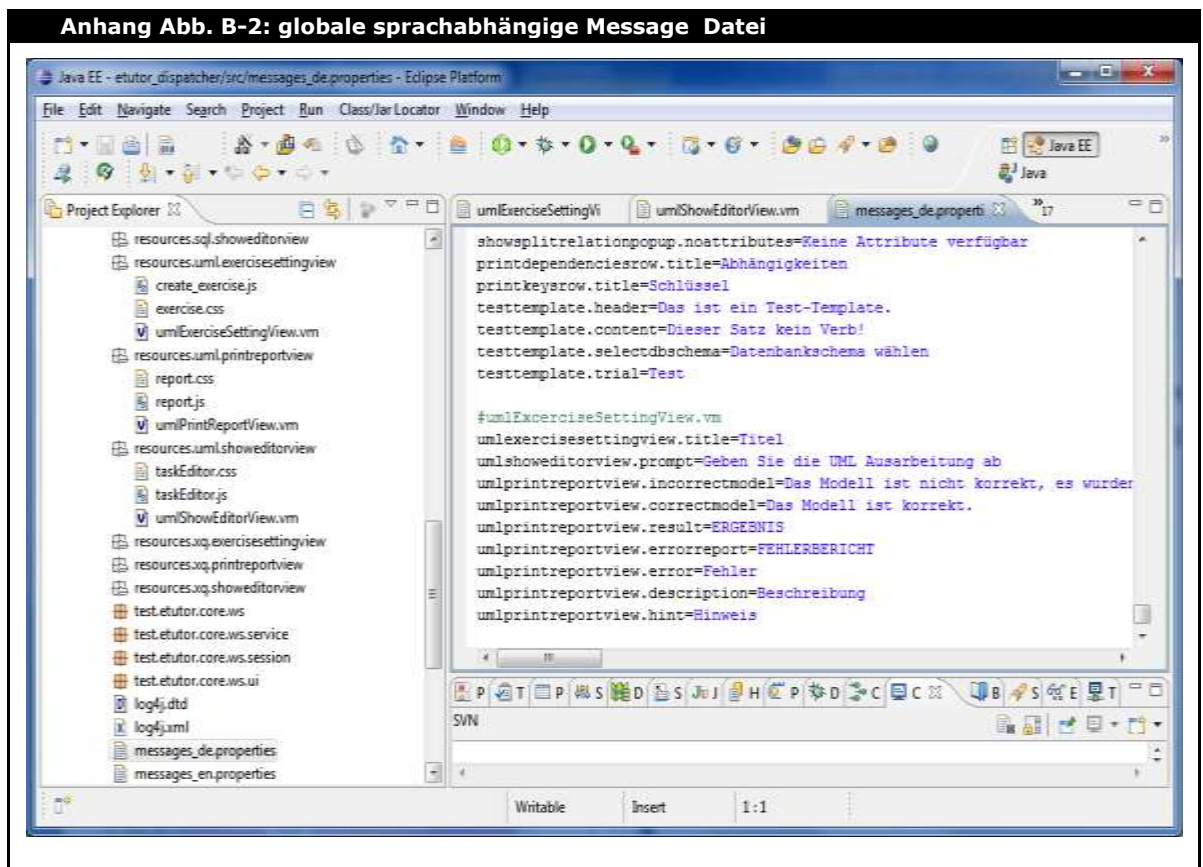 Anhang Abb. B-2: globale sprachabhängige Message Datei
Java EE - etutor_dispatcher/src/messages_de.properties - Eclipse Platform
File Edit Navigate Search Project Run Class/Jar Locator Window Help
Java EE
Java
Project Explorer
resources.sql.showeditorview
resources.uml.exercisesettingview
create_exercise.js
exercise.css
umlExerciseSettingView.vm
resources.uml.printreportview
report.css
report.js
umlPrintReportView.vm
resources.uml.showeditorview
taskEditor.css
taskEditor.js
umlShowEditorView.vm
resources.xq.exercisesettingview
resources.xq.printreportview
resources.xq.showeditorview
test.etutor.core.ws
test.etutor.core.ws.service
test.etutor.core.ws.session
test.etutor.core.ws.ui
log4j.dtd
log4j.xml
messages_de.properties
messages_en.properties
umlExerciseSettingVi umlShowEditorView.vm messages_de.properti »17
showsplitrelationpopup.noattributes=Keine Attribute verfügbar
printdependenciesrow.title=Abhängigkeiten
printkeysrow.title=Schlüssel
testtemplate.header=Das ist ein Test-Template.
testtemplate.content=Dieser Satz kein Verb!
testtemplate.selectdbschema=Datenbankschema wählen
testtemplate.trial=Test
#umlExcerciseSettingView.vm
umlexercisesettingview.title=Titel
umlshoweditorview.prompt=Geben Sie die UML Ausarbeitung ab
umlprintreportview.incorrectmodel=Das Modell ist nicht korrekt, es wurden
umlprintreportview.correctmodel=Das Modell ist korrekt.
umlprintreportview.result=ERGEBNIS
umlprintreportview.errorreport=FEHLERBERICHT
umlprintreportview.error=Fehler
umlprintreportview.description=Beschreibung
umlprintreportview.hint=Hinweis
P T P S D S J H P D C C B S E T
SVN
Writable Insert 1:1